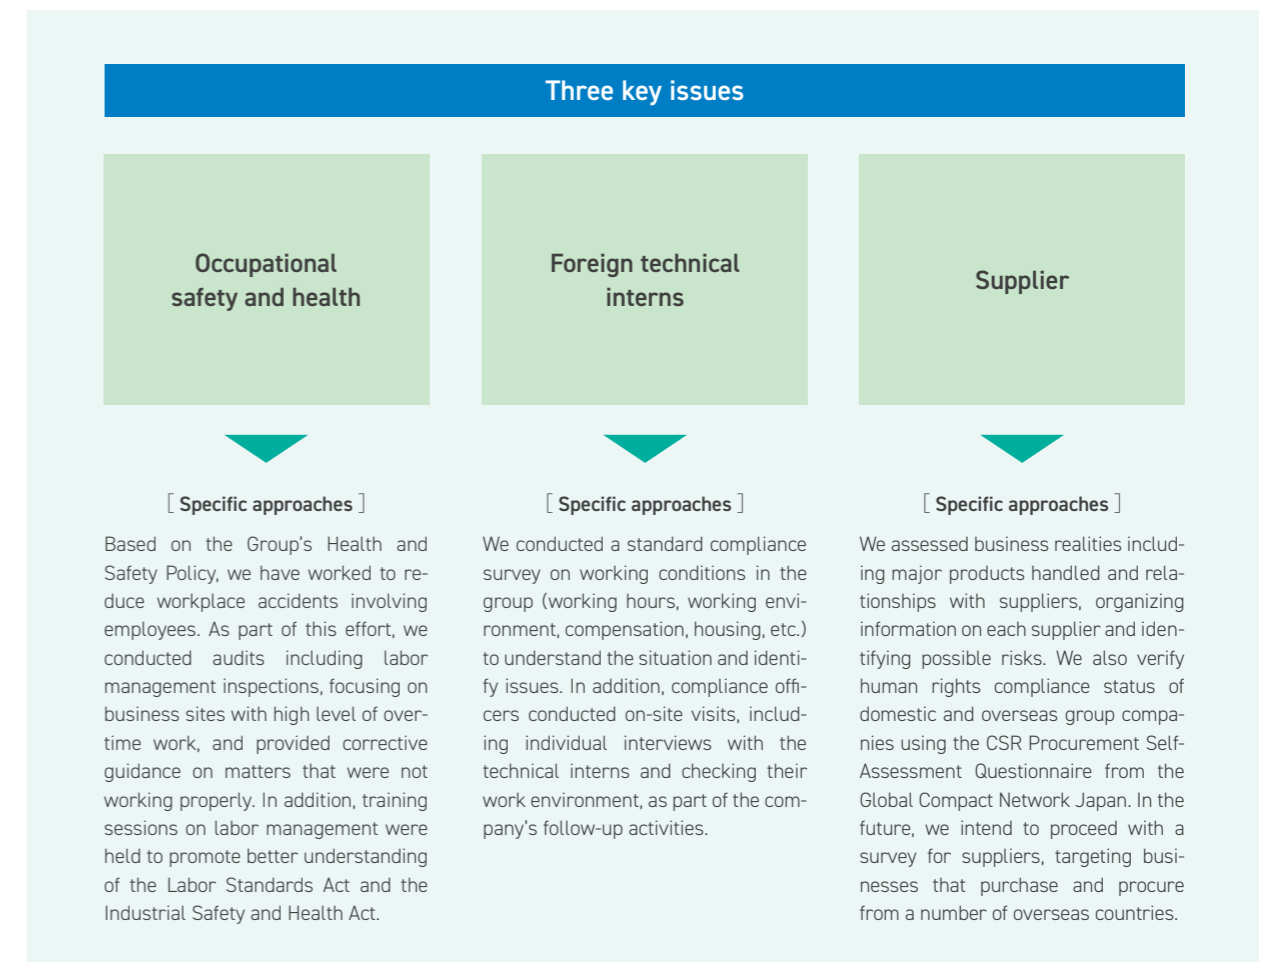 Three key issues
Occupational
safety and health
[ Specific approaches ]
Based on the Group's Health and
Safety Policy, we have worked to re-
duce workplace accidents involving
employees. As part of this effort, we
conducted audits including labor
management inspections, focusing on
business sites with high level of over-
time work, and provided corrective
guidance on matters that were not
working properly. In addition, training
sessions on labor management were
held to promote better understanding
of the Labor Standards Act and the
Industrial Safety and Health Act.
Foreign technical
interns
[ Specific approaches ]
We conducted a standard compliance
survey on working conditions in the
group (working hours, working envi-
ronment, compensation, housing, etc.)
to understand the situation and identi-
fy issues. In addition, compliance offi-
cers conducted on-site visits, includ-
ing individual interviews with the
technical interns and checking their
work environment, as part of the com-
pany's follow-up activities.
Supplier
[ Specific approaches ]
We assessed business realities includ-
ing major products handled and rela-
tionships with suppliers, organizing
information on each supplier and iden-
tifying possible risks. We also verify
human rights compliance status of
domestic and overseas group compa-
nies using the CSR Procurement Self-
Assessment Questionnaire from the
Global Compact Network Japan. In the
future, we intend to proceed with a
survey for suppliers, targeting busi-
nesses that purchase and procure
from a number of overseas countries.